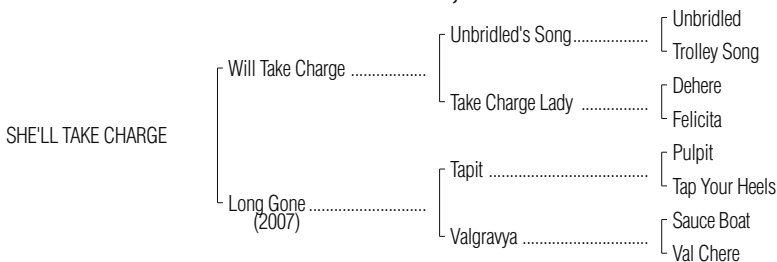 Unbridled
Unbridled's Song...................
Trolley Song
Will Take Charge ..................
Dehere
Take Charge Lady ................
Felicita
SHE'LL TAKE CHARGE
Pulpit
Tapit ........................................
Tap Your Heels
Long Gone .............................
(2007)
Sauce Boat
Valgravya ...............................
Val Chere